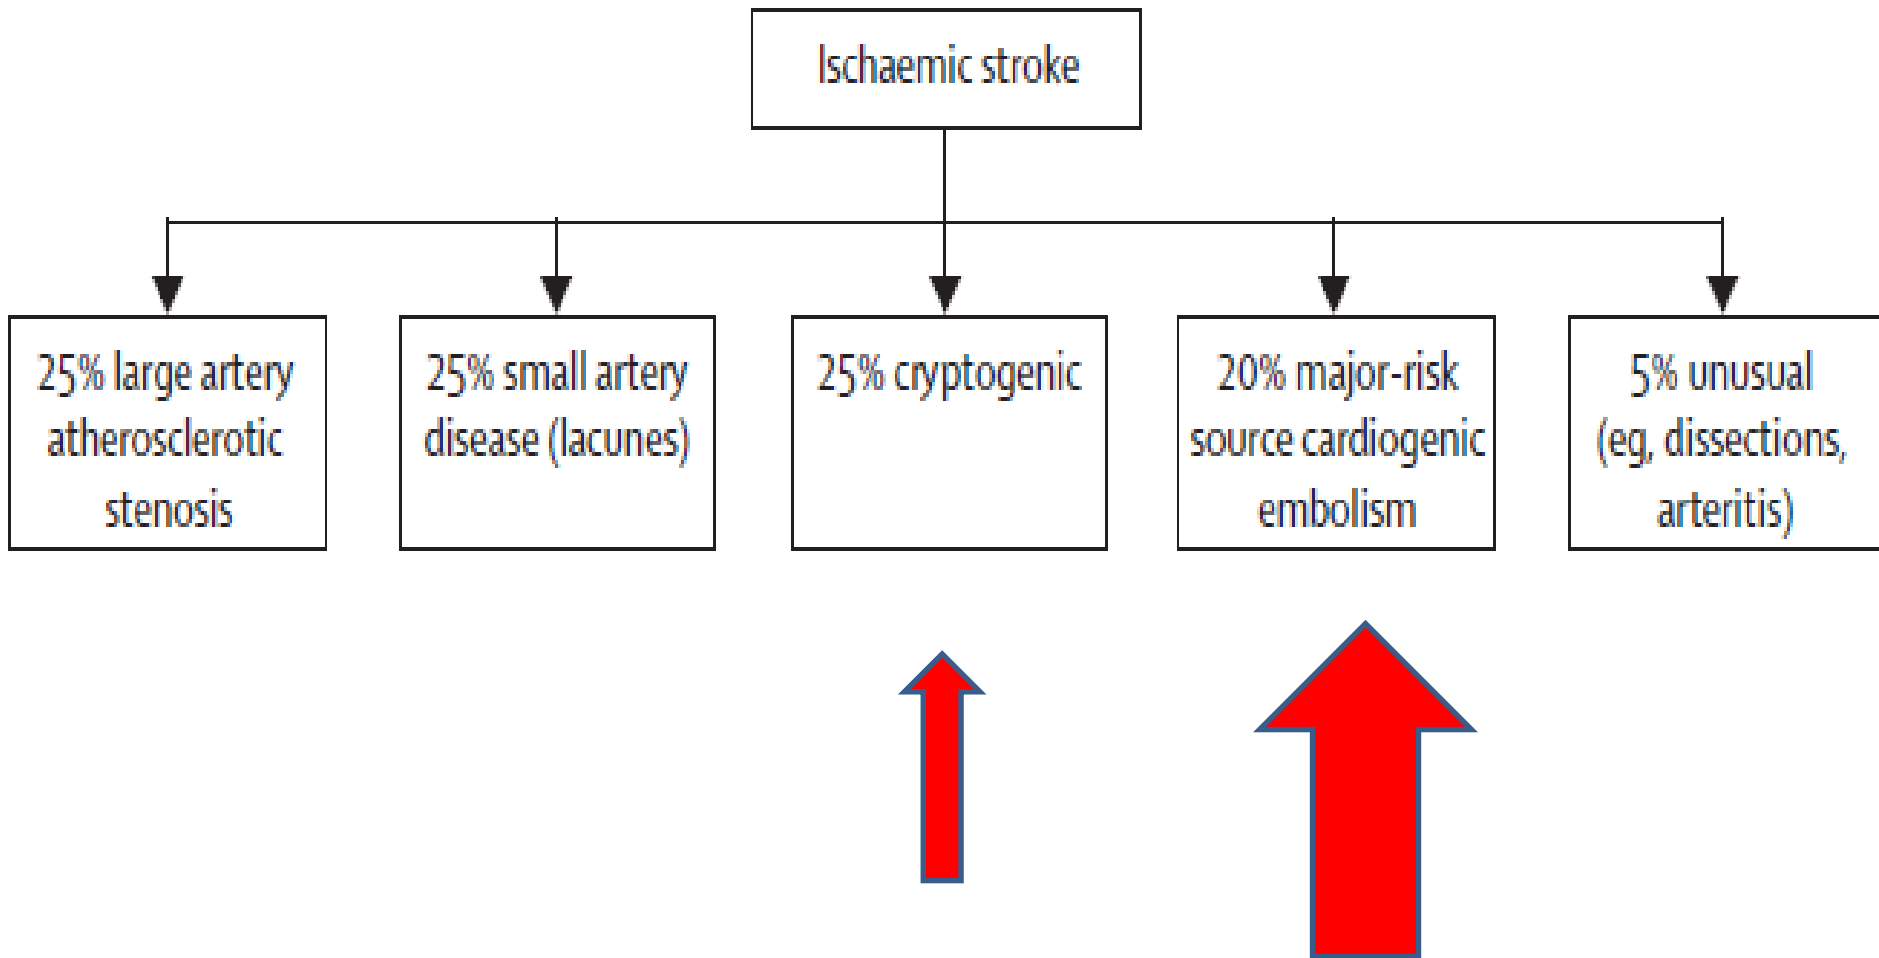 Ischaemic stroke
25% large artery
atherosclerotic
stenosis
25% small artery
disease (lacunes)
25% cryptogenic
20% major-risk
source cardiogenic
embolism
5% unusual
(eg, dissections,
arteritis)